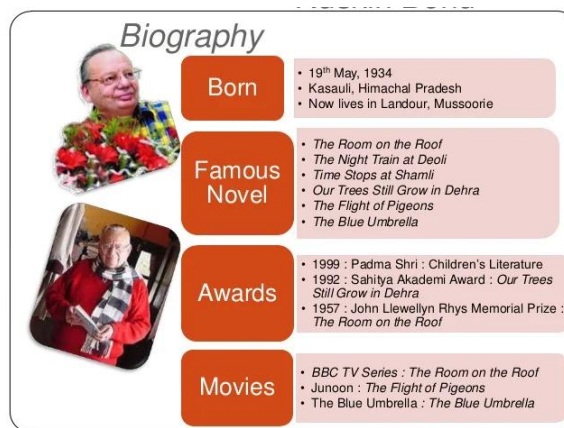 Biography
Born
• 19th May, 1934
• Kasauli, Himachal Pradesh
• Now lives in Landour, Mussoorie
Famous
Novel
• The Room on the Roof
• The Night Train at Deoli
• Time Stops at Shamli
• Our Trees Still Grow in Dehra
• The Flight of Pigeons
• The Blue Umbrella
Awards
• 1999 : Padma Shri : Children's Literature
• 1992 : Sahitya Akademi Award : Our Trees
Still Grow in Dehra
• 1957 : John Llewellyn Rhys Memorial Prize :
The Room on the Roof
Movies
• BBC TV Series : The Room on the Roof
• Junoon : The Flight of Pigeons
• The Blue Umbrella : The Blue Umbrella